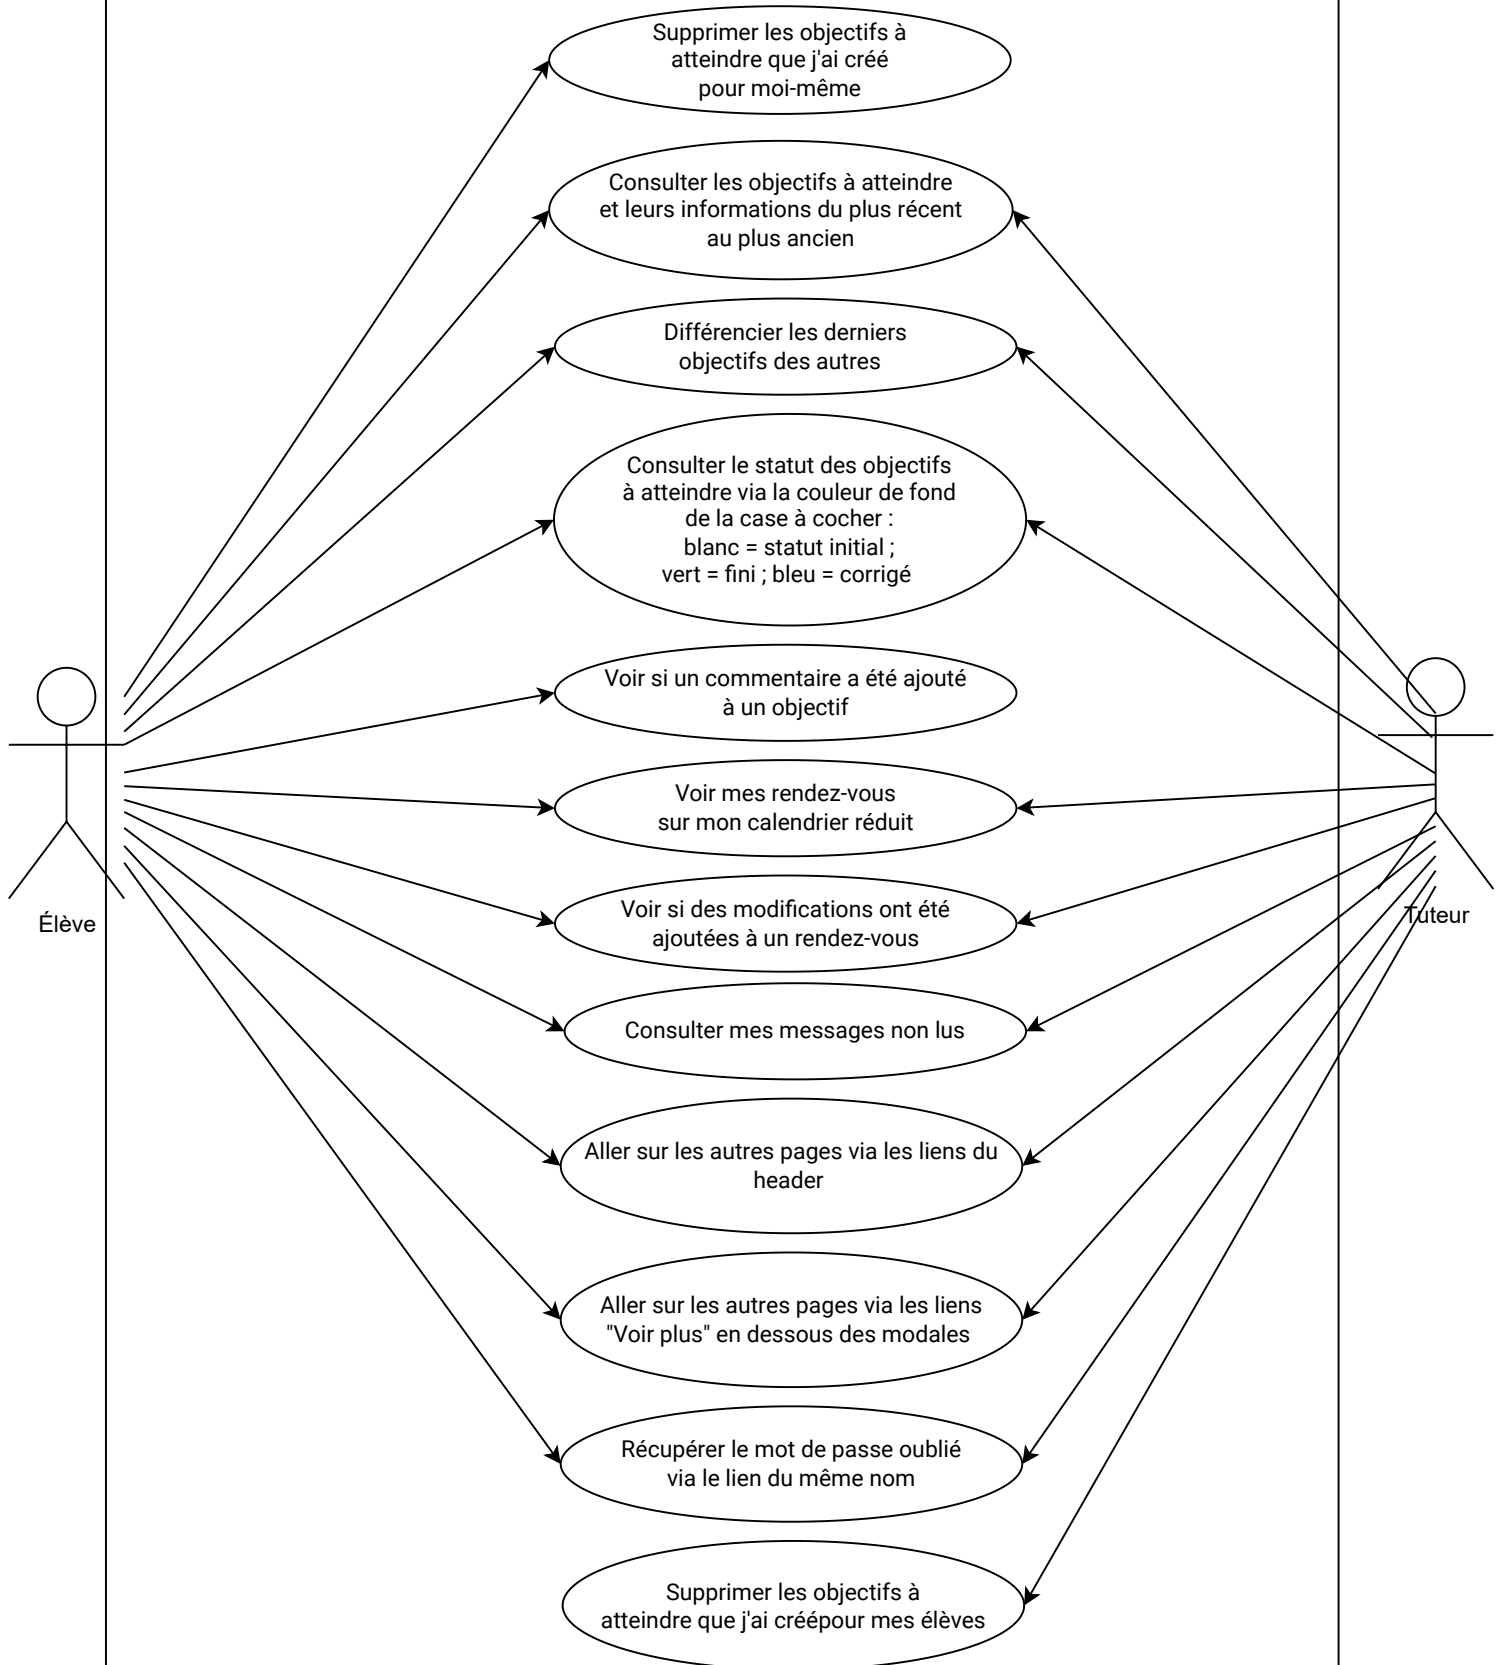 Supprimer les objectifs à
atteindre que j'ai créé
pour moi-même
Consulter les objectifs à atteindre
et leurs informations du plus récent
au plus ancien
Différencier les derniers
objectifs des autres
Consulter le statut des objectifs
à atteindre via la couleur de fond
de la case à cocher :
blanc = statut initial ;
vert = fini ; bleu = corrigé
Voir si un commentaire a été ajouté
à un objectif
Voir mes rendez-vous
sur mon calendrier réduit
Élève
Tuteur
Voir si des modifications ont été
ajoutées à un rendez-vous
Consulter mes messages non lus
Aller sur les autres pages via les liens du
header
Aller sur les autres pages via les liens
"Voir plus" en dessous des modales
Récupérer le mot de passe oublié
via le lien du même nom
Supprimer les objectifs à
atteindre que j'ai créépour mes élèves